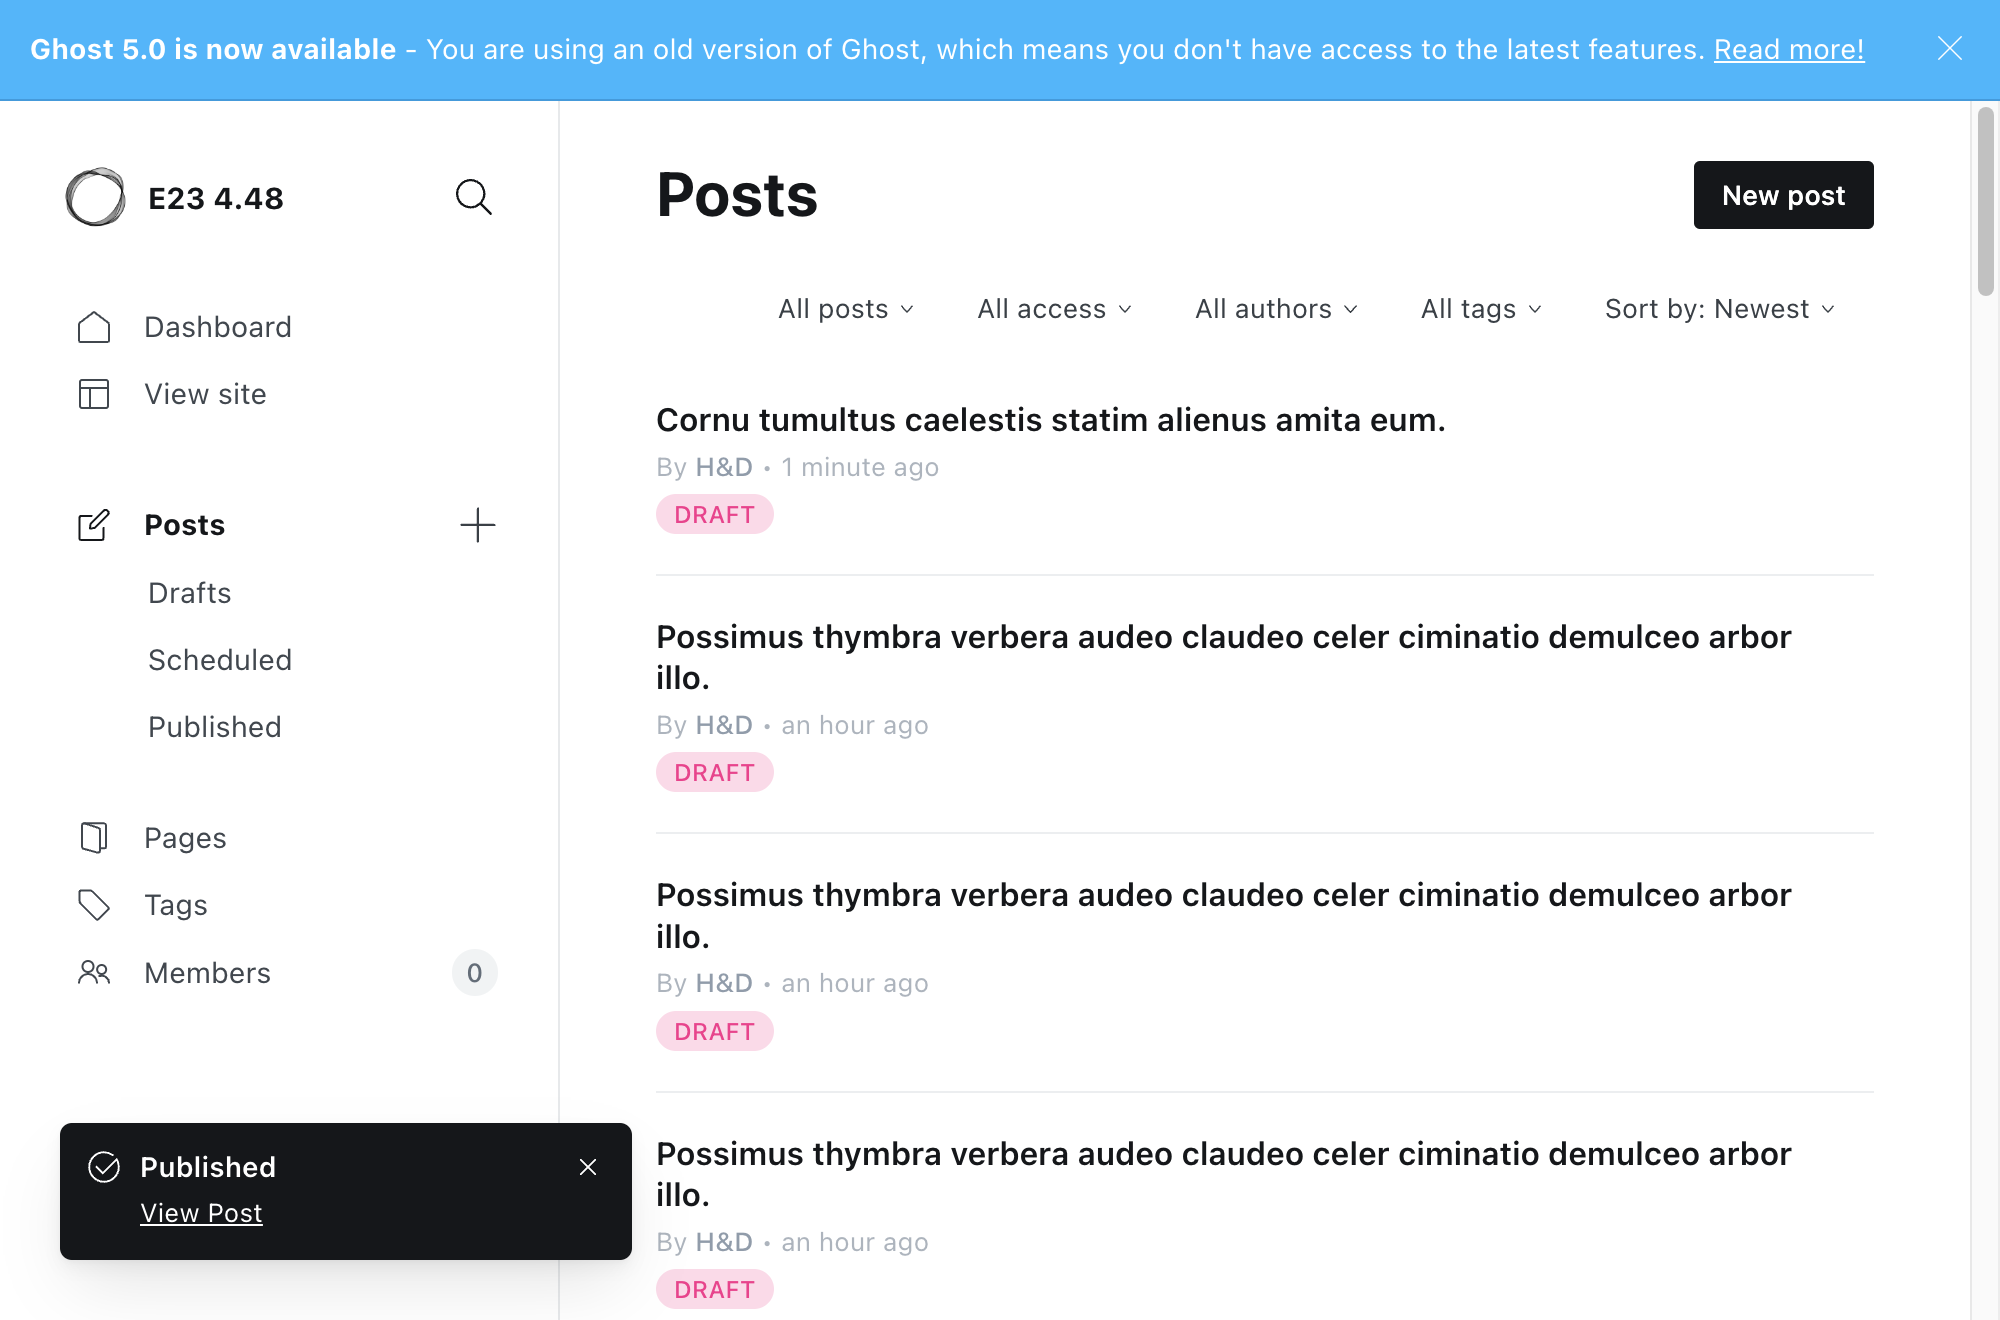 Ghost 5.0 is now available - You are using an old version of Ghost, which means you don't have access to the latest features. Read more!
E23 4.48
Dashboard
View site
Posts
Drafts
Scheduled
Published
Pages
Tags
Members 0
Published
View Post
Posts
New post
All posts All access All authors All tags Sort by: Newest
Cornu tumultus caelestis statim alienus amita eum.
By H&D • 1 minute ago
DRAFT
Possimus thymbra verbera audeo claudeo celer ciminatio demulceo arbor
illo.
By H&D • an hour ago
DRAFT
Possimus thymbra verbera audeo claudeo celer ciminatio demulceo arbor
illo.
By H&D • an hour ago
DRAFT
Possimus thymbra verbera audeo claudeo celer ciminatio demulceo arbor
illo.
By H&D • an hour ago
DRAFT